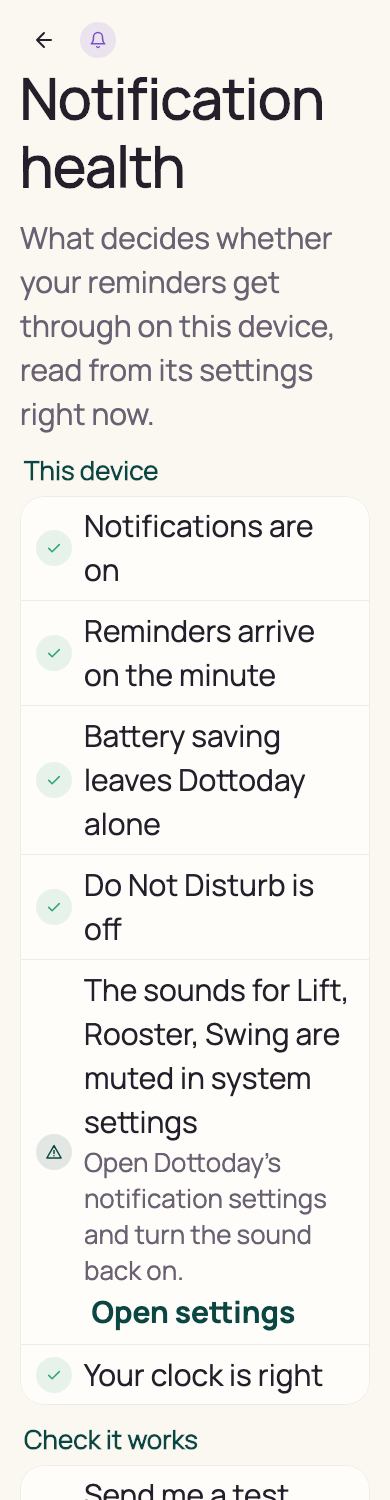 Notification
health
What decides whether
your reminders get
through on this device,
read from its settings
right now.
This device
Notifications are
on
Reminders arrive
on the minute
Battery saving
leaves Dottoday
alone
Do Not Disturb is
off
The sounds for Lift,
Rooster, Swing are
muted in system
settings
Open Dottoday's
notification settings
and turn the sound
back on.
Open settings
Your clock is right
Check it works
Send me a test